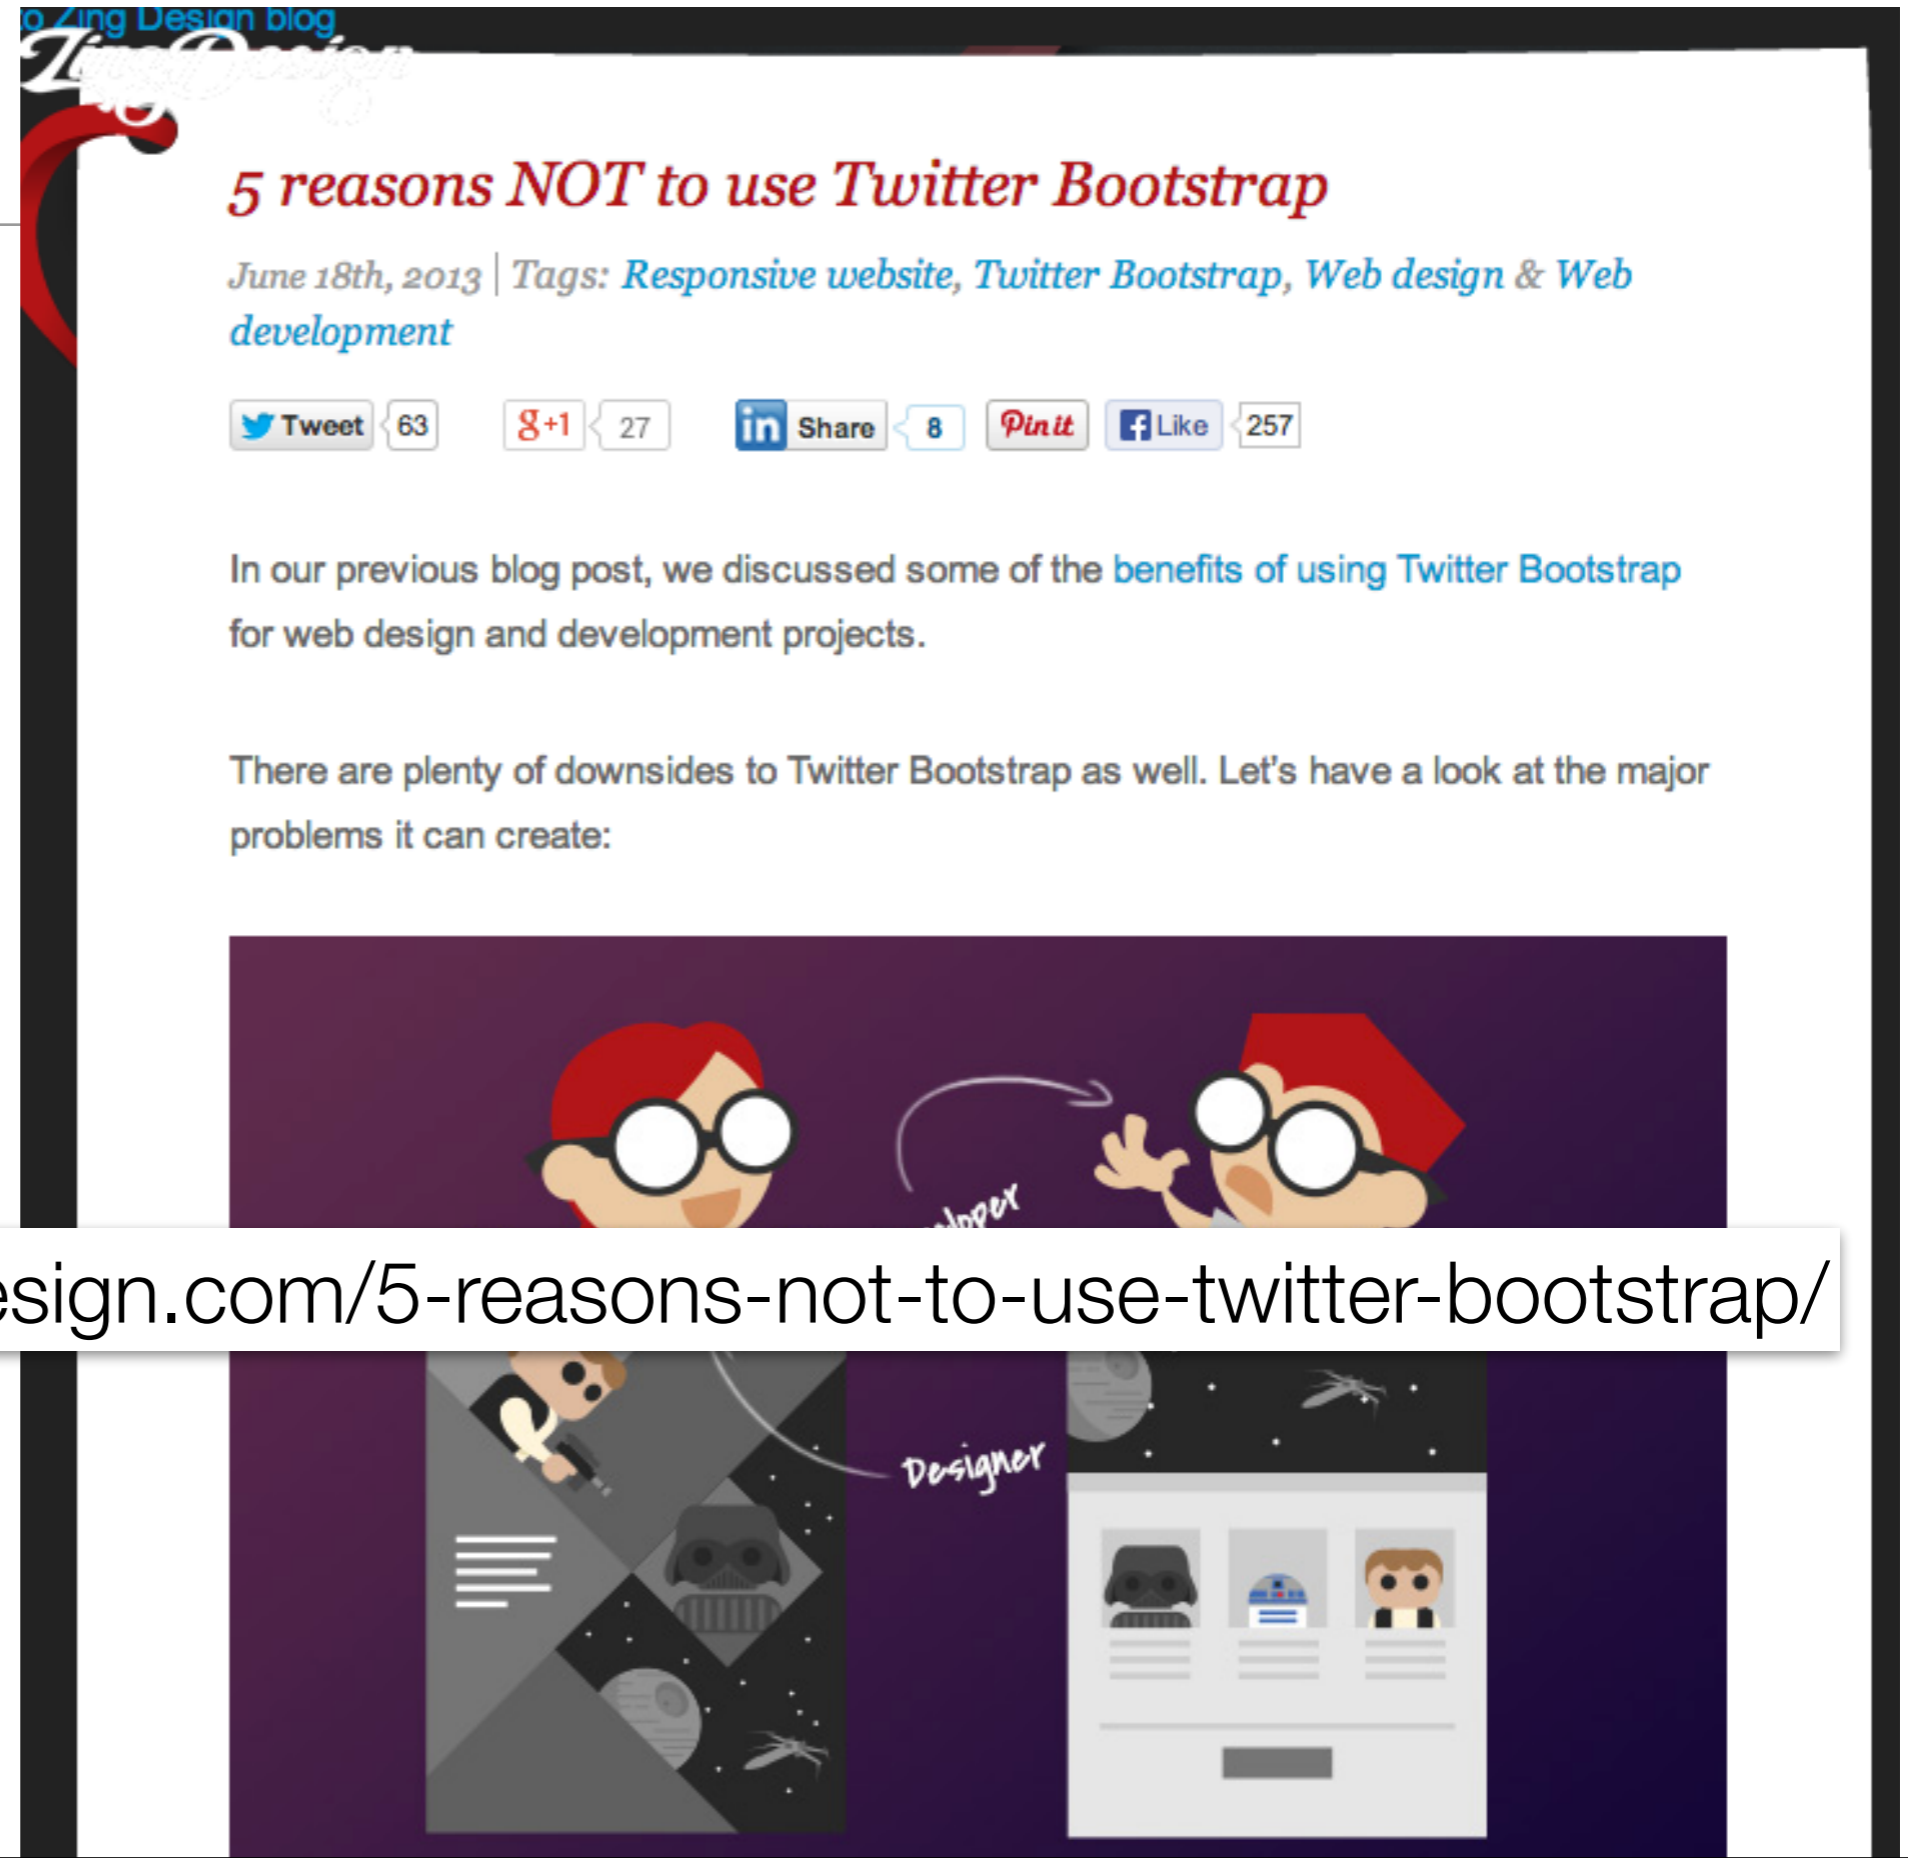 to Zing Design blog
ZingDesign
5 reasons NOT to use Twitter Bootstrap
June 18th, 2013 | Tags: Responsive website, Twitter Bootstrap, Web design & Web
development
Tweet 63 g+1 27 in Share 8 Pin it f Like 257
In our previous blog post, we discussed some of the benefits of using Twitter Bootstrap
for web design and development projects.
There are plenty of downsides to Twitter Bootstrap as well. Let's have a look at the major
problems it can create:
esign.com/5-reasons-not-to-use-twitter-bootstrap/
Designer